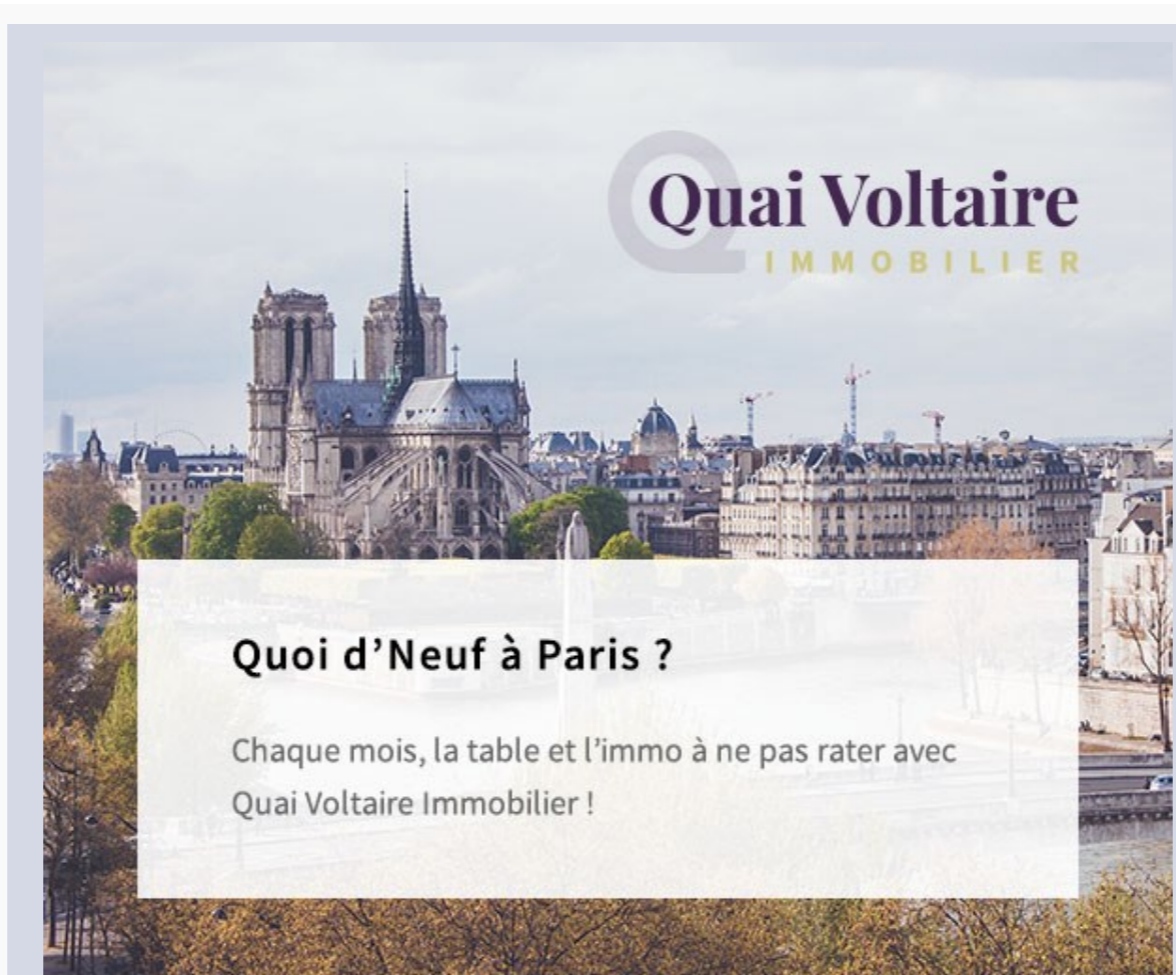 Quai Voltaire
IMMOBILIER
Quoi d’Neuf à Paris ?
Chaque mois, la table et l’immo à ne pas rater avec
Quai Voltaire Immobilier !